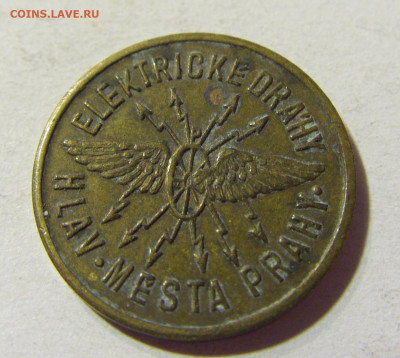 COINS.LAVE.RU
ELEKTRICKÉ DRÁHY
HLAV. MĚSTA PRAHY.